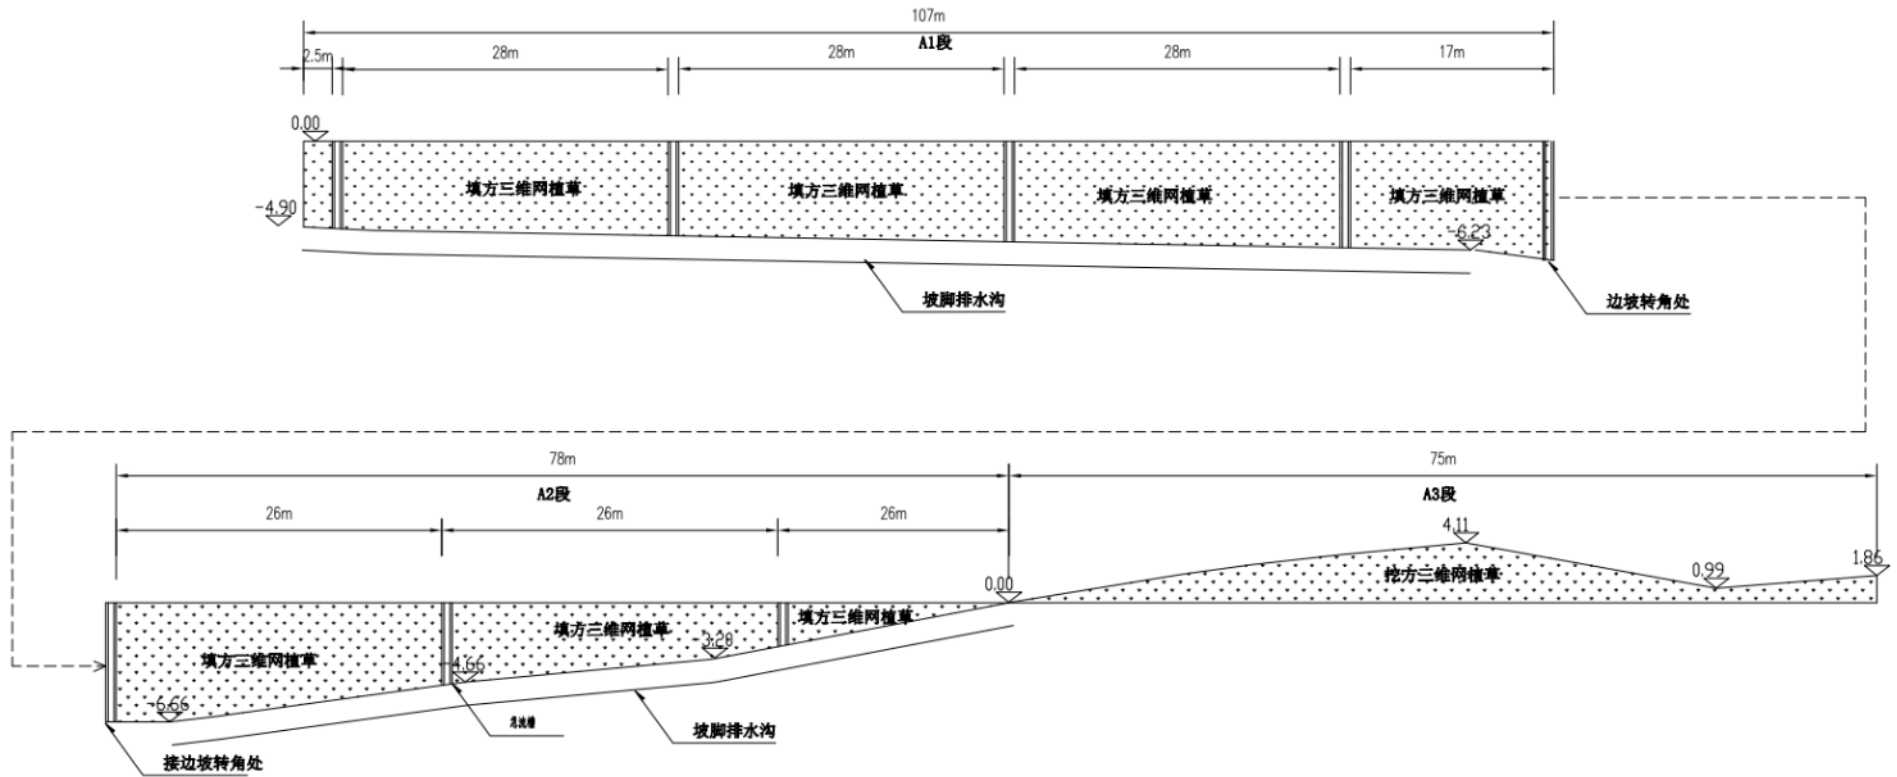 107m
A1段
2.5m
28m
28m
28m
17m
0.00
填方三维网植草
填方三维网植草
填方三维网植草
填方三维网植草
-4.90
-6.23
坡脚排水沟
边坡转角处
78m
75m
A2段
A3段
26m
26m
26m
4.11
0.00
挖方三维网植草
0.99
1.86
填方三维网植草
填方三维网植草
填方三维网植草
-3.20
-4.66
-6.66
急流槽
坡脚排水沟
接边坡转角处